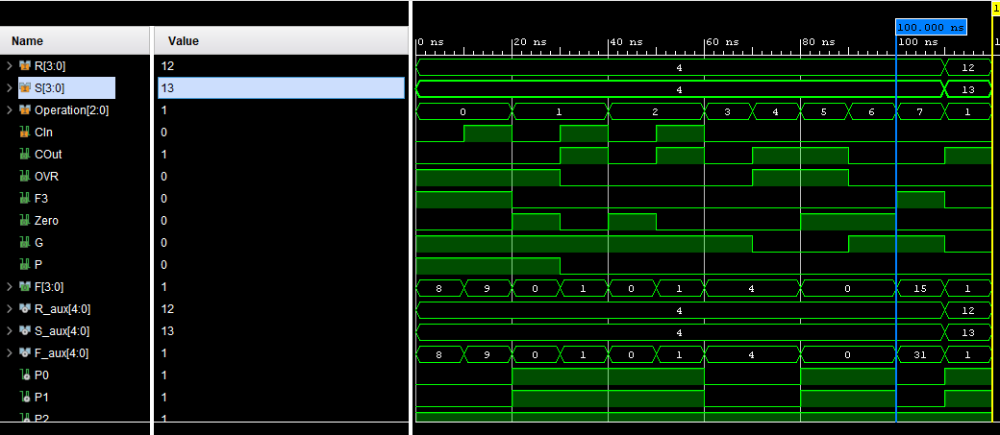 1
100.000 ns
Name Value 0 ns 20 ns 40 ns 60 ns 80 ns 100 ns 1
R[3:0] 12 4 12
S[3:0] 13 4 13
Operation[2:0] 1 0 1 2 3 4 5 6 7 1
CIn 0
COut 1
OVR 0
F3 0
Zero 0
G 0
P 0
F[3:0] 1 8 9 0 1 0 1 4 0 15 1
R_aux[4:0] 12 4 12
S_aux[4:0] 13 4 13
F_aux[4:0] 1 8 9 0 1 0 1 4 0 31 1
P0 1
P1 1
P2 1